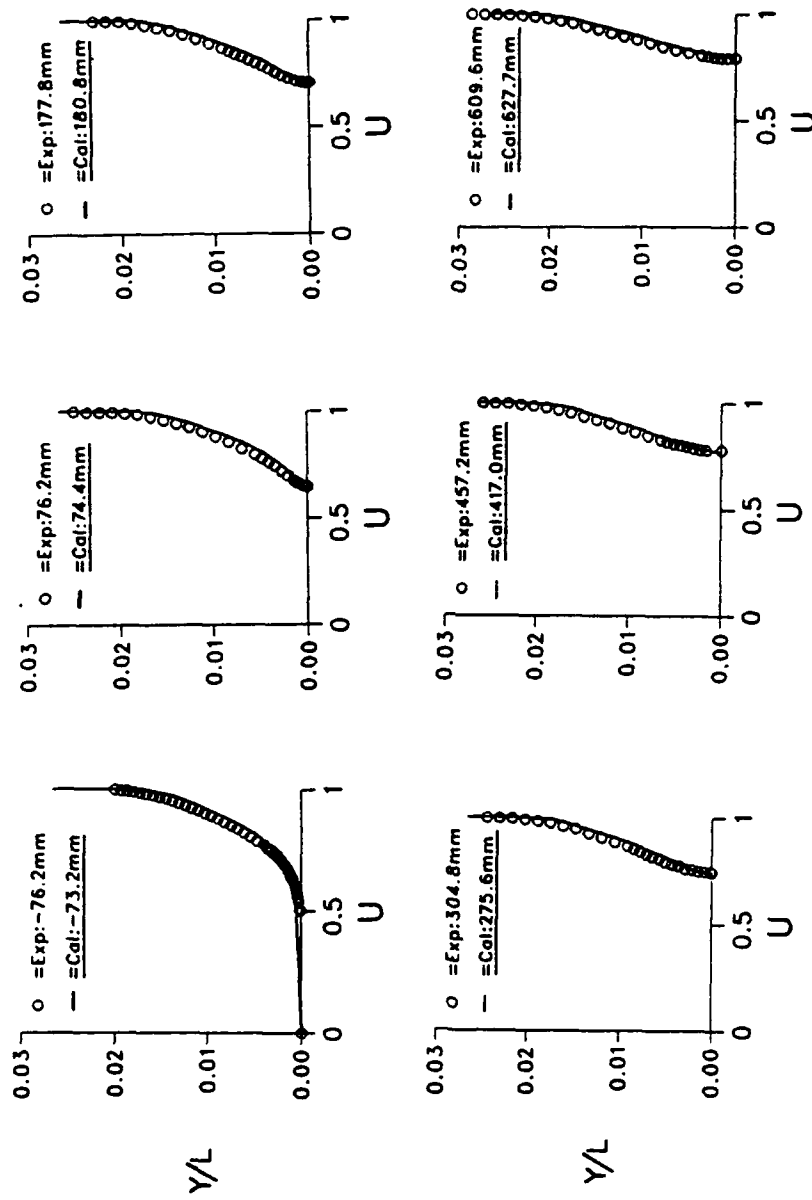 Y/L
0.03
0.02
0.01
0.00
○ =Exp:-76.2mm
— =Cal:-73.2mm
0
0.5
1
U
0.03
0.02
0.01
0.00
○ =Exp:76.2mm
— =Cal:74.4mm
0
0.5
1
U
0.03
0.02
0.01
0.00
○ =Exp:177.8mm
— =Cal:180.8mm
0
0.5
1
U
Y/L
0.03
0.02
0.01
0.00
○ =Exp:304.8mm
— =Cal:275.6mm
0
0.5
1
U
0.03
0.02
0.01
0.00
○ =Exp:457.2mm
— =Cal:417.0mm
0
0.5
1
U
0.03
0.02
0.01
0.00
○ =Exp:609.6mm
— =Cal:627.7mm
0
0.5
1
U